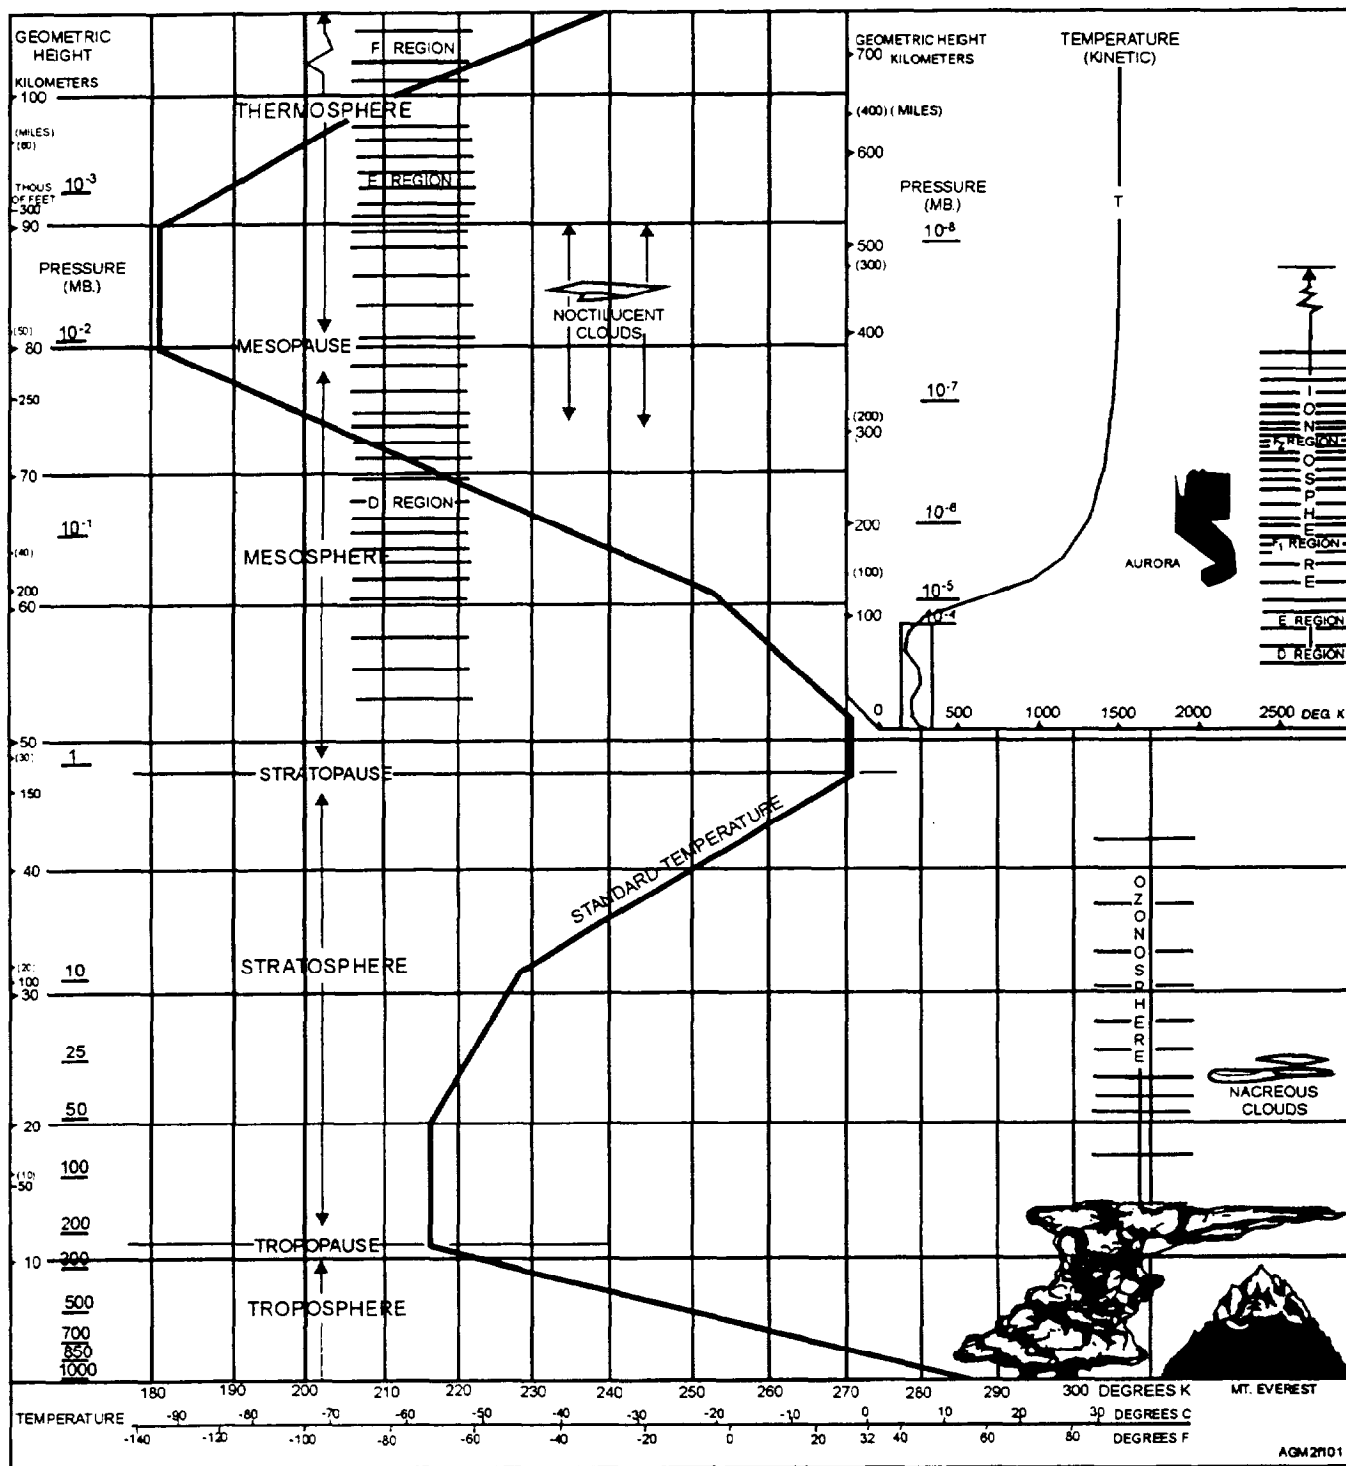 GEOMETRIC
HEIGHT
KILOMETERS
100
(MILES)
(60)
10-3
THOUS
OF FEET
300
90
PRESSURE
(MB.)
(50)
10-2
80
250
70
10-1
(40)
200
60
50
(30)
1
150
40
(20)
10
100
30
25
50
20
(10)
100
50
200
10
300
500
700
850
1000
F REGION
THERMOSPHERE
E REGION
NOCTILUCENT
CLOUDS
MESOPAUSE
D REGION
MESOSPHERE
STRATOPAUSE
STANDARD TEMPERATURE
STRATOSPHERE
TROPOPAUSE
TROPOSPHERE
GEOMETRIC HEIGHT
KILOMETERS
700
(400) (MILES)
600
PRESSURE
(MB.)
10-8
500
(300)
400
10-7
(200)
300
10-6
200
(100)
10-5
100
10-4
TEMPERATURE
(KINETIC)
T
AURORA
IONOSPHERE
F2 REGION
F1 REGION
E REGION
D REGION
0 500 1000 1500 2000 2500 DEG K
OZONOSPHERE
NACREOUS
CLOUDS
180 190 200 210 220 230 240 250 260 270 280 290 300 DEGREES K MT. EVEREST
TEMPERATURE -90 -80 -70 -60 -50 -40 -30 -20 -10 0 10 20 30 DEGREES C
-140 -120 -100 -80 -60 -40 -20 0 20 32 40 60 80 DEGREES F
AGM2f101